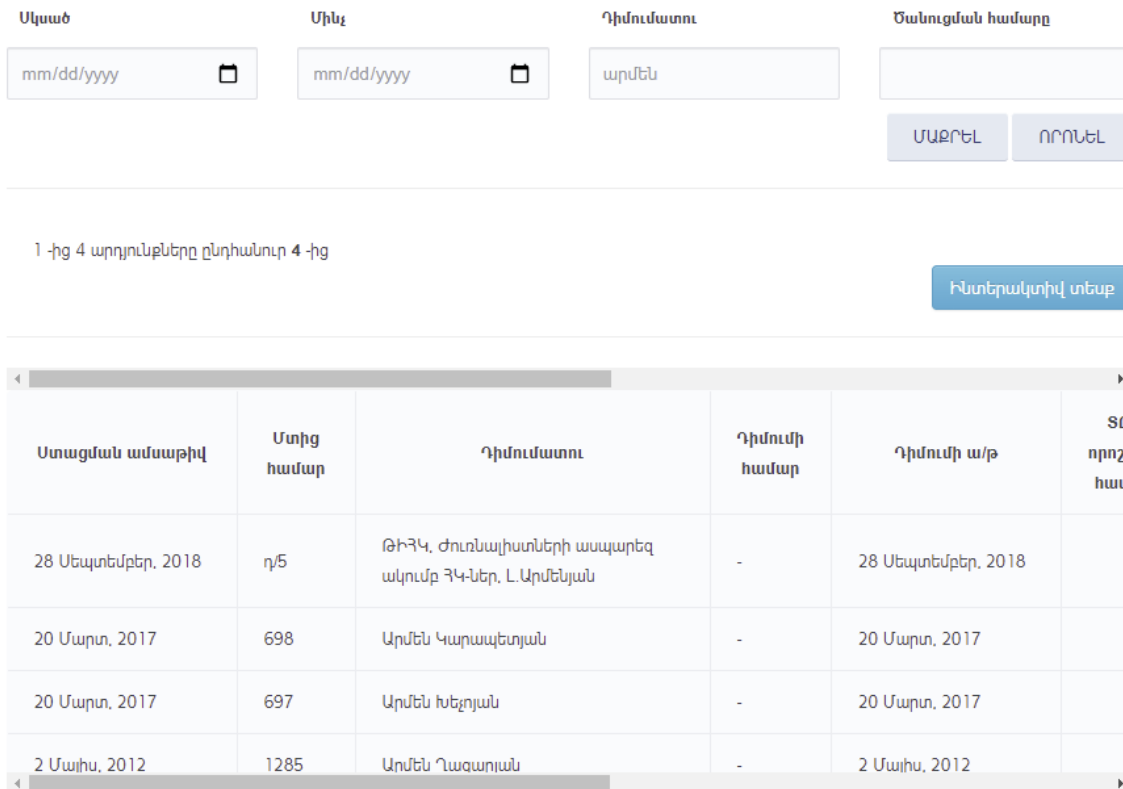 Սկսած Մինչ Դիմումատու Ծանուցման համարը
mm/dd/yyyy mm/dd/yyyy արմեն
ՄԱՔՐԵԼ ՈՐՈՆԵԼ
1 -ից 4 արդյունքները ընդհանուր 4 -ից
Ինտերակտիվ տեսք
Ստացման ամսաթիվ Մտից համար Դիմումատու Դիմումի համար Դիմումի ա/թ
28 Սեպտեմբեր, 2018 դ/5 ԹԻՀԿ, Ժուռնալիստների ասպարեզ
ակումբ ՀԿ-ներ, Լ.Արմենյան - 28 Սեպտեմբեր, 2018
20 Մարտ, 2017 698 Արմեն Կարապետյան - 20 Մարտ, 2017
20 Մարտ, 2017 697 Արմեն Խեչոյան - 20 Մարտ, 2017
2 Մայիս, 2012 1285 Արմեն Ղազարյան - 2 Մայիս, 2012